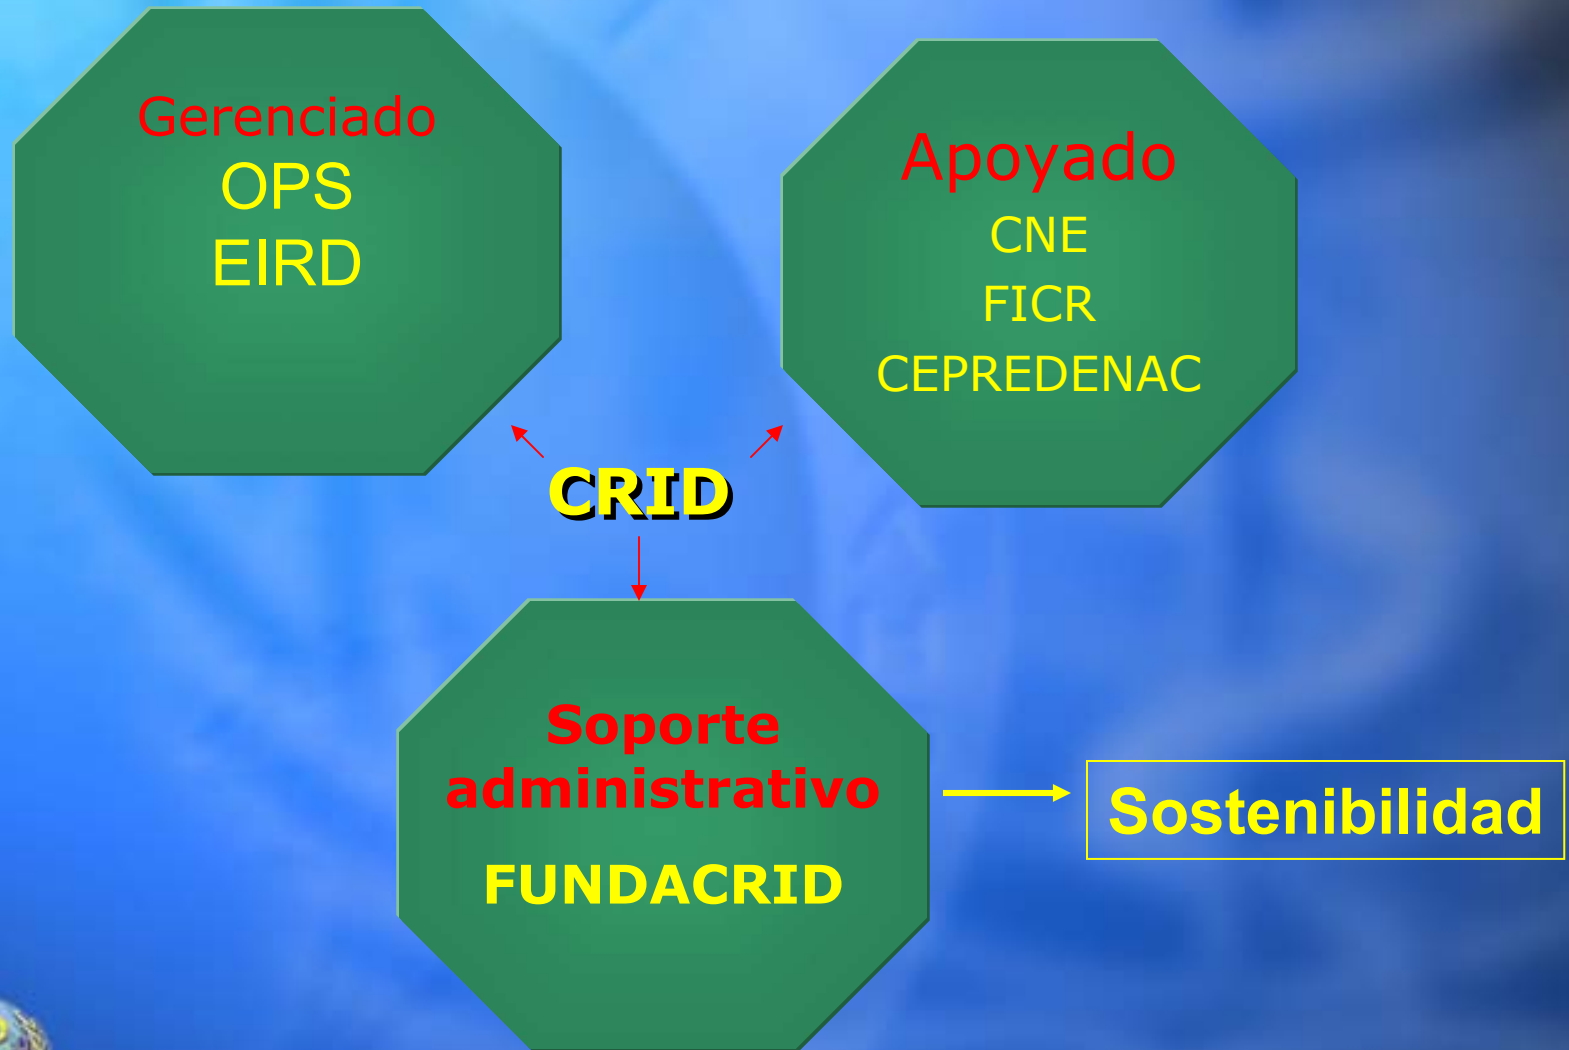 Gerenciado
OPS
EIRD
Apoyado
CNE
FICR
CEPREDENAC
CRID
Soporte
administrativo
FUNDACRID
Sostenibilidad